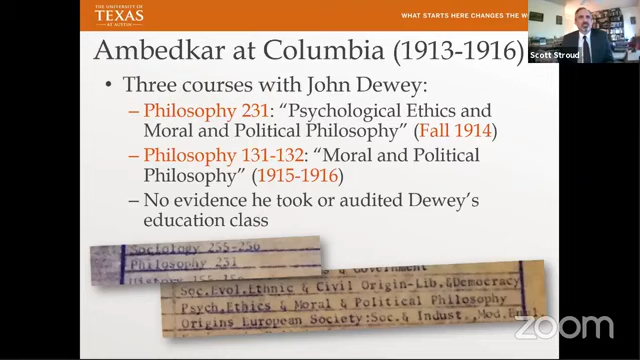 THE UNIVERSITY OF
TEXAS
AT AUSTIN
WHAT STARTS HERE CHANGES THE W
Scott Stroud
Ambedkar at Columbia (1913-1916)
• Three courses with John Dewey:
– Philosophy 231: “Psychological Ethics and
Moral and Political Philosophy” (Fall 1914)
– Philosophy 131-132: “Moral and Political
Philosophy” (1915-1916)
– No evidence he took or audited Dewey’s
education class
Sociology 255-256
Philosophy 231
& Government
Soc.Evol.Ethnic & Civil Origin-Lib.&Democracy
Psych.Ethics & Moral & Political Philosophy
Origins European Society:Soc.& Indust.,Med.Eng.
zoom